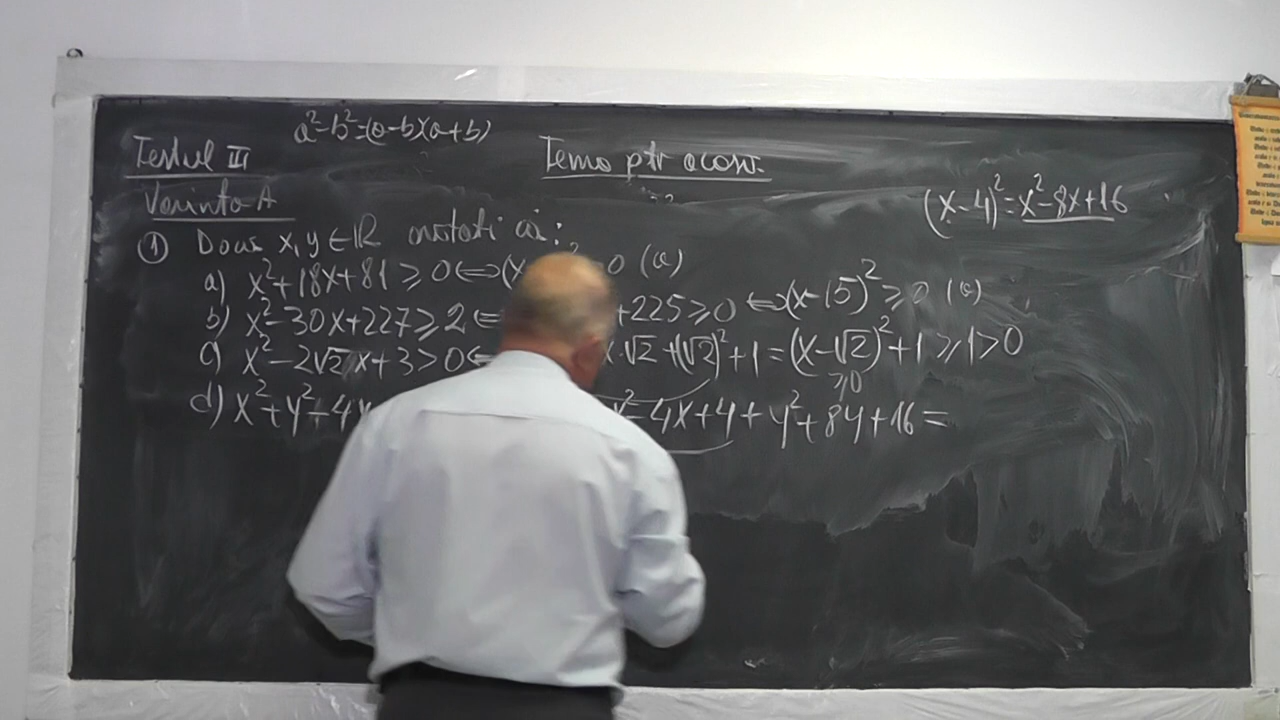 a²-b²=(a-b)(a+b)
Testul III
Tema ptr acasă.
Varianta A
(x-4)²=x²-8x+16
① Dacă x,y∈ℝ arătați că:
a) x²+18x+81⩾0⇔(x 0 (a)
b) x²-30x+227⩾2⇔ +225⩾0 ⇔(x-15)²⩾0 (a)
c) x²-2√2x+3>0⇔ x·√2+(√2)²+1=(x-√2)²+1⩾1>0
⩾0
d) x²+y²-4x x²-4x+4+y²+8y+16=